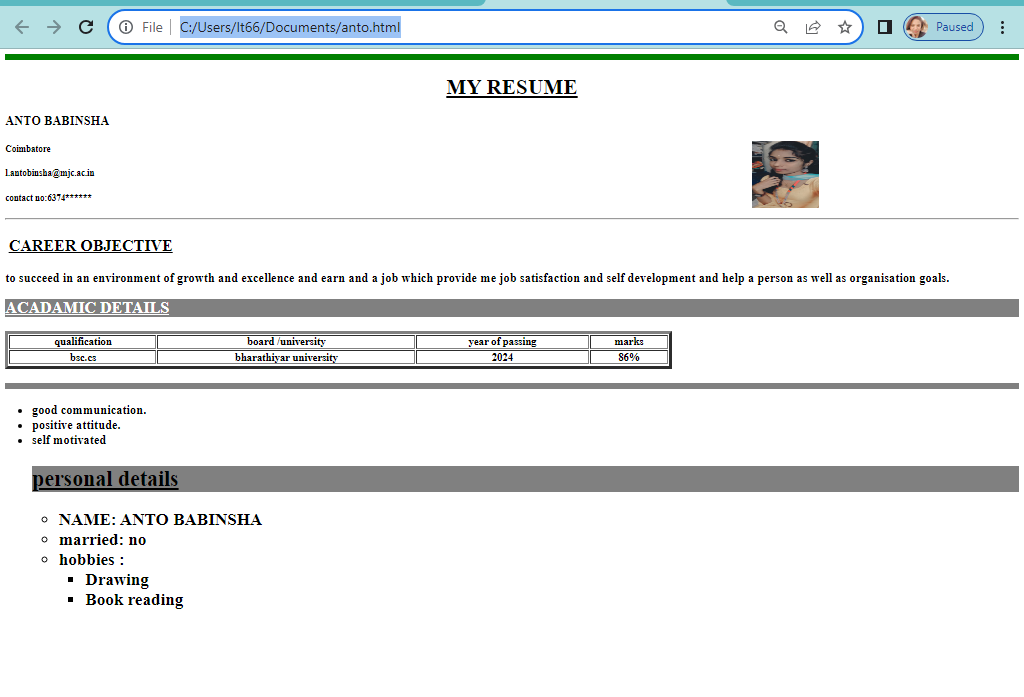 File
C:/Users/It66/Documents/anto.html
Paused
MY RESUME
ANTO BABINSHA
Coimbatore
l.antobinsha@mjc.ac.in
contact no:6374******
CAREER OBJECTIVE
to succeed in an environment of growth and excellence and earn and a job which provide me job satisfaction and self development and help a person as well as organisation goals.
ACADAMIC DETAILS
qualification board /university year of passing marks
bsc.cs bharathiyar university 2024 86%
good communication.
positive attitude.
self motivated
personal details
NAME: ANTO BABINSHA
married: no
hobbies :
Drawing
Book reading